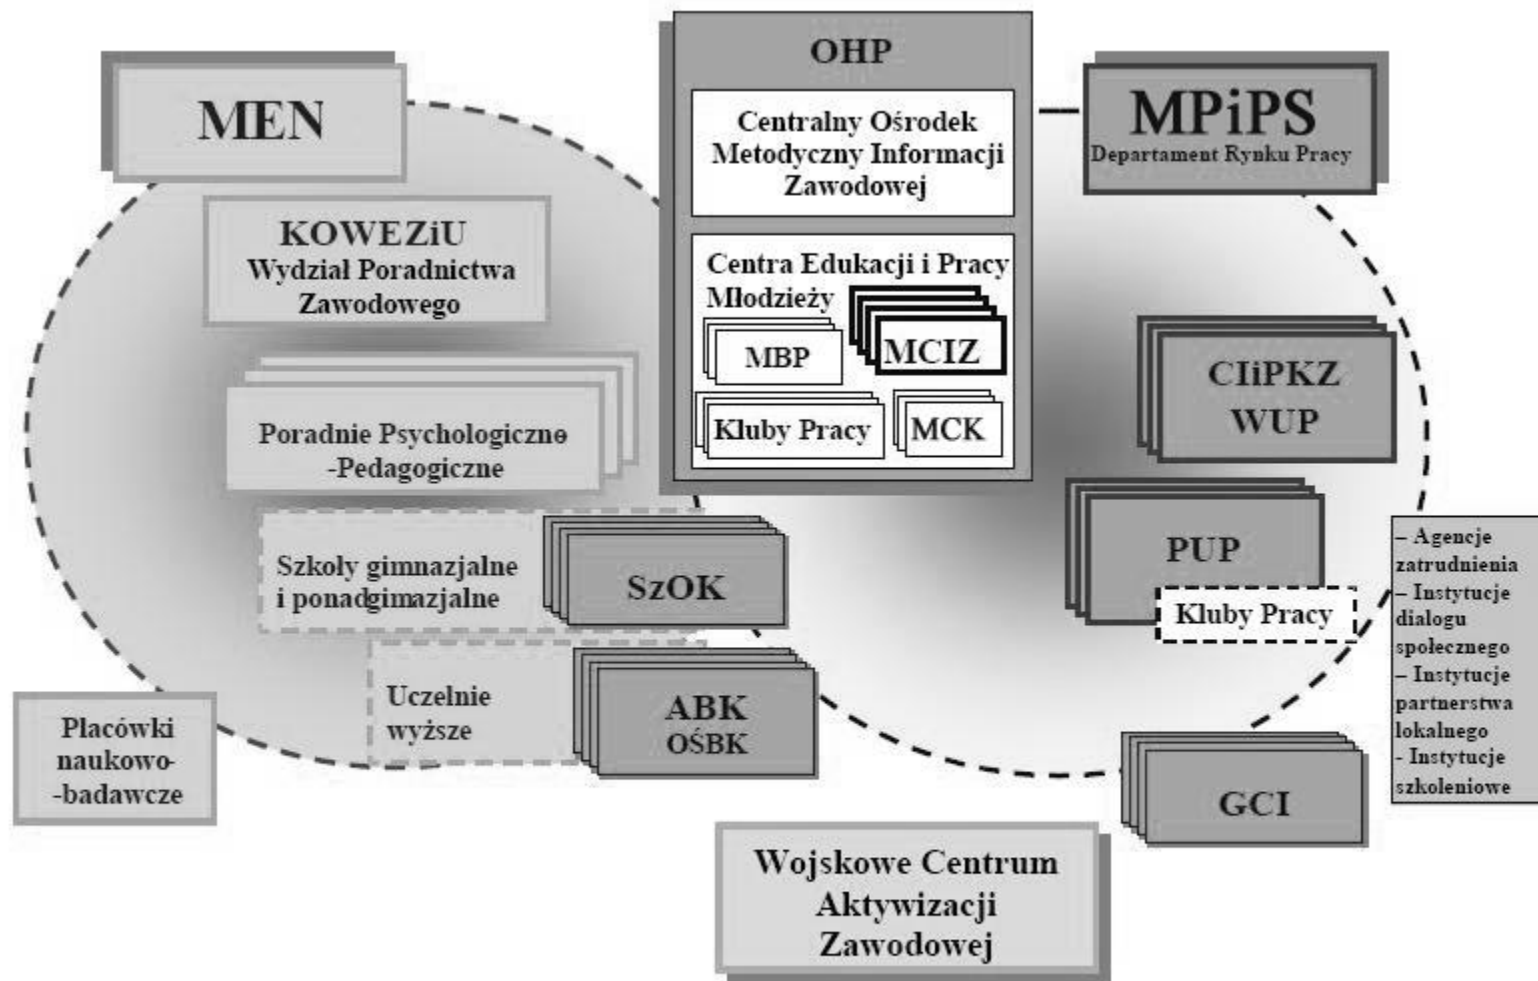 MEN
KOWEZiU
Wydział Poradnictwa
Zawodowego
Poradnie Psychologiczno
-Pedagogiczne
Szkoły gimnazjalne
i ponadgimazjalne
SzOK
Uczelnie
wyższe
ABK
OŚBK
Placówki
naukowo-
-badawcze
OHP
Centralny Ośrodek
Metodyczny Informacji
Zawodowej
Centra Edukacji i Pracy
Młodzieży
MBP
MCIZ
Kluby Pracy
MCK
MPiPS
Departament Rynku Pracy
CIiPKZ
WUP
PUP
Kluby Pracy
– Agencje
zatrudnienia
– Instytucje
dialogu
społecznego
– Instytucje
partnerstwa
lokalnego
- Instytucje
szkoleniowe
GCI
Wojskowe Centrum
Aktywizacji
Zawodowej